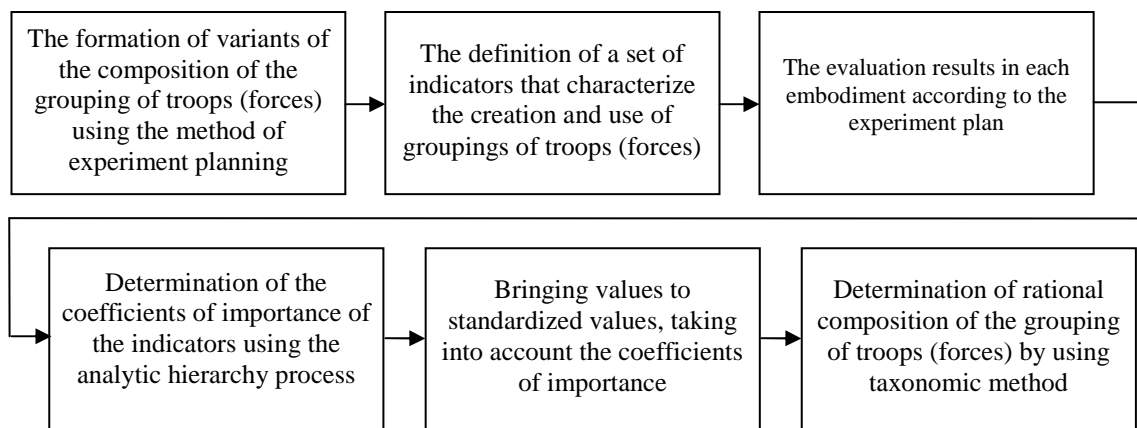 The formation of variants of
the composition of the
grouping of troops (forces)
using the method of
experiment planning
The definition of a set of
indicators that characterize
the creation and use of
groupings of troops (forces)
The evaluation results in each
embodiment according to the
experiment plan
Determination of the
coefficients of importance of
the indicators using the
analytic hierarchy process
Bringing values to
standardized values, taking
into account the coefficients
of importance
Determination of rational
composition of the grouping
of troops (forces) by using
taxonomic method